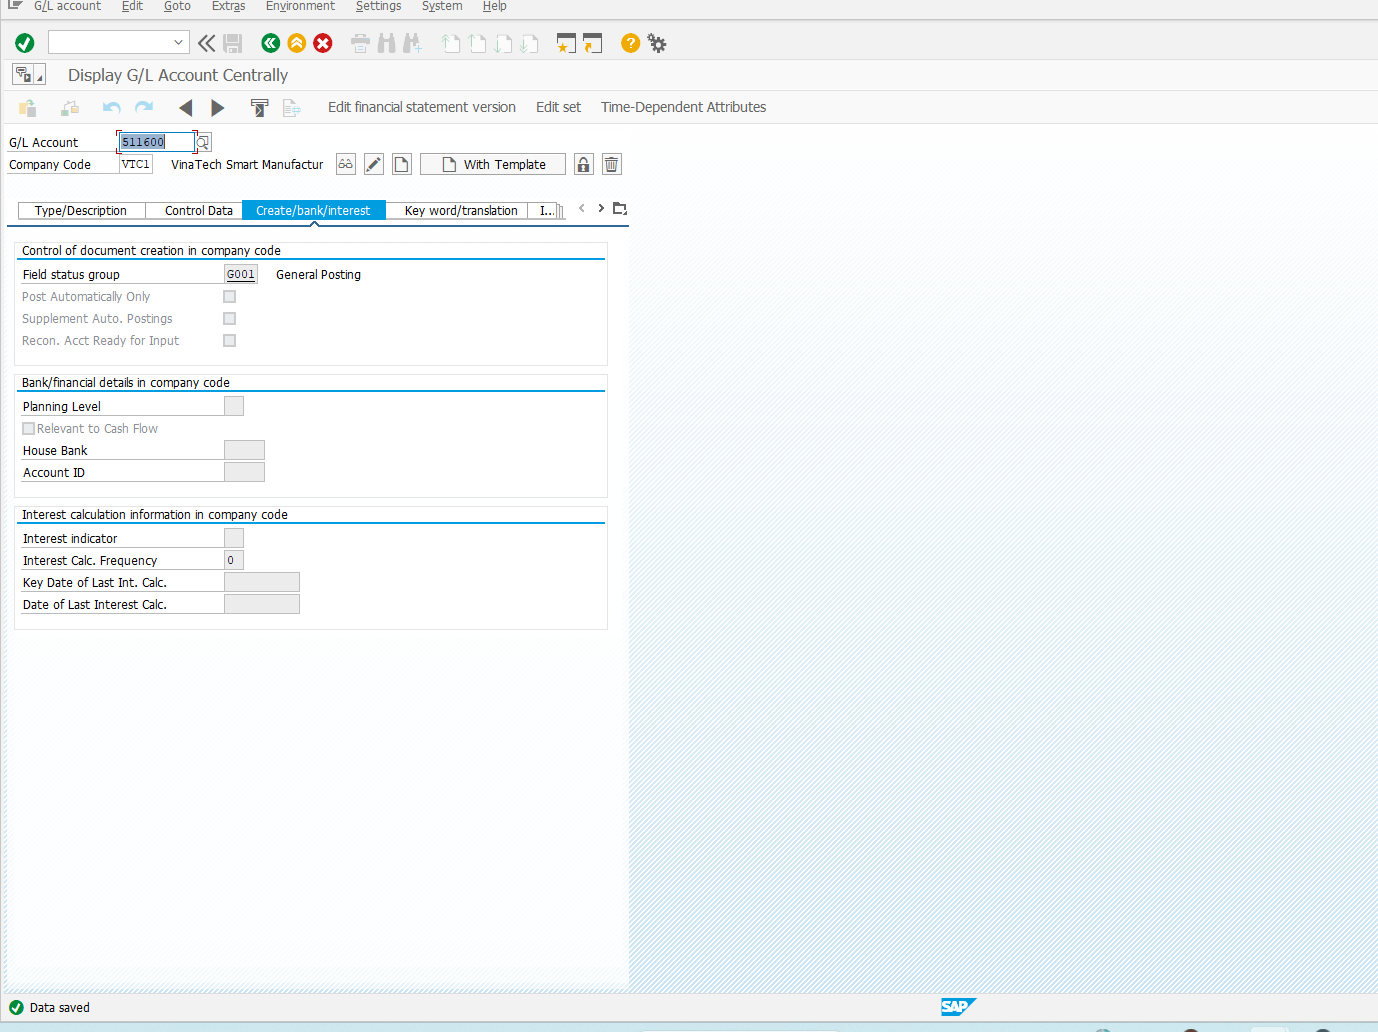 G/L account Edit Goto Extras Environment Settings System Help
Display G/L Account Centrally
Edit financial statement version Edit set Time-Dependent Attributes
G/L Account 511600
Company Code VTC1 VinaTech Smart Manufactur With Template
Type/Description Control Data Create/bank/interest Key word/translation I...
Control of document creation in company code
Field status group G001 General Posting
Post Automatically Only
Supplement Auto. Postings
Recon. Acct Ready for Input
Bank/financial details in company code
Planning Level
Relevant to Cash Flow
House Bank
Account ID
Interest calculation information in company code
Interest indicator
Interest Calc. Frequency 0
Key Date of Last Int. Calc.
Date of Last Interest Calc.
Data saved SAP